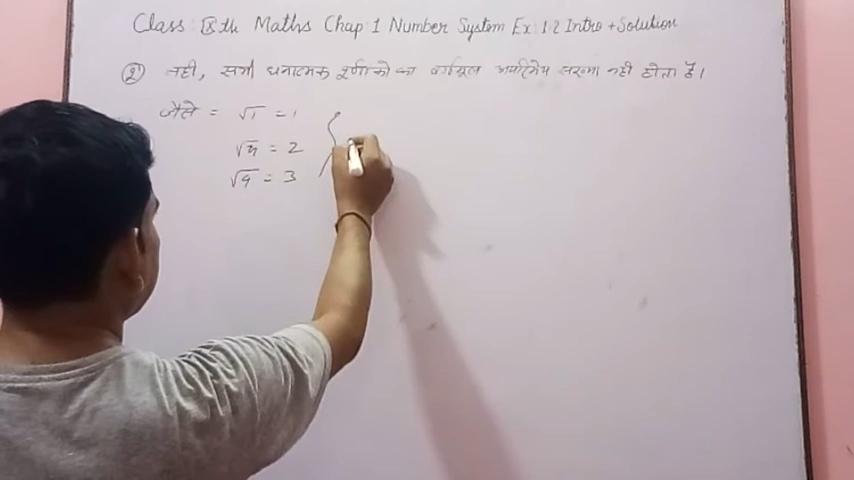 Class IXth Maths Chap 1 Number System Ex: 1.2 Intro + Solution
② नहीं, सभी धनात्मक पूर्णांको का वर्गमूल अपरिमेय संख्या नही होता है।
जैसे = √1 = 1
√4 = 2
√9 = 3